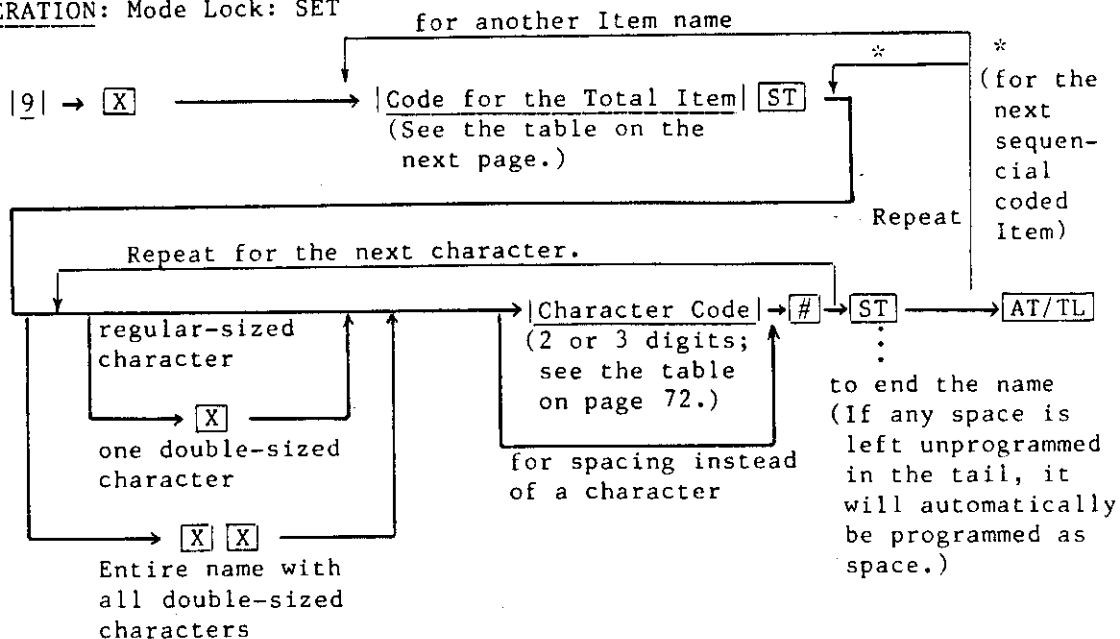 ERATION: Mode Lock: SET
for another Item name
* *
|9| → X → |Code for the Total Item| ST
(See the table on the
next page.)
(for the
next
sequen-
cial
coded
Item)
Repeat
Repeat for the next character.
|Character Code| → # → ST → AT/TL
(2 or 3 digits;
see the table
on page 72.)
regular-sized
character
X
one double-sized
character
for spacing instead
of a character
X X
Entire name with
all double-sized
characters
to end the name
(If any space is
left unprogrammed
in the tail, it
will automatically
be programmed as
space.)